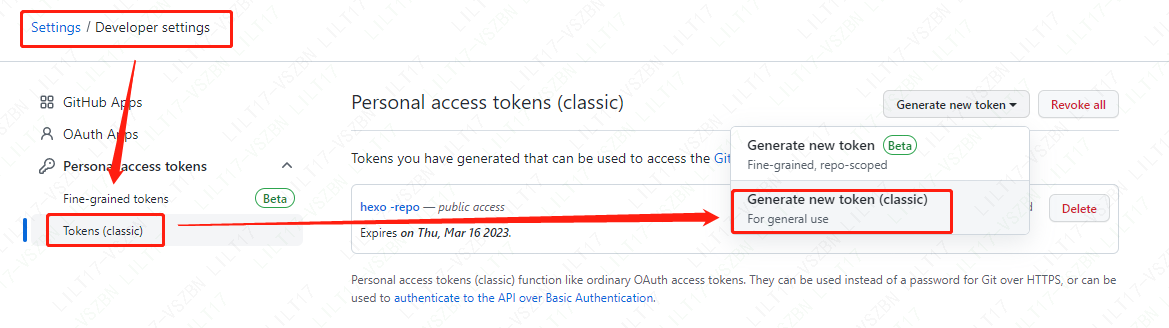 Settings / Developer settings
GitHub Apps
OAuth Apps
Personal access tokens
Fine-grained tokens Beta
Tokens (classic)
Personal access tokens (classic)
Generate new token
Revoke all
Generate new token Beta
Fine-grained, repo-scoped
Generate new token (classic)
For general use
Tokens you have generated that can be used to access the Git
hexo -repo — public access
Delete
Expires on Thu, Mar 16 2023.
Personal access tokens (classic) function like ordinary OAuth access tokens. They can be used instead of a password for Git over HTTPS, or can be
used to authenticate to the API over Basic Authentication.